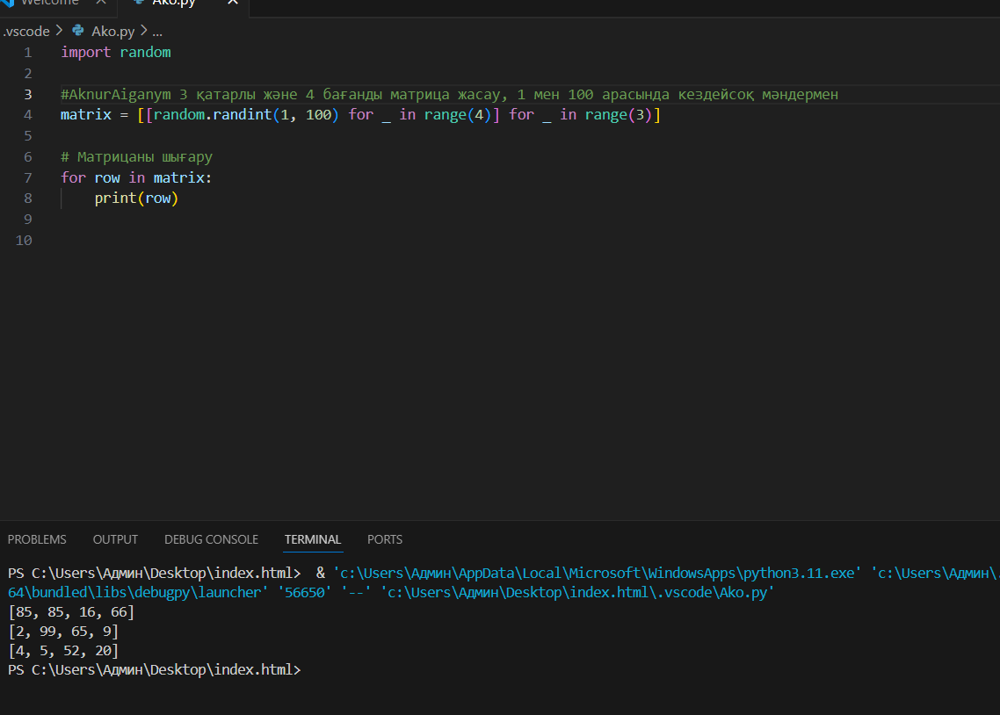 Welcome Ako.py
.vscode > Ako.py > ...
1 import random
2
3 #AknurAiganym 3 қатарлы және 4 бағанды матрица жасау, 1 мен 100 арасында кездейсоқ мәндермен
4 matrix = [[random.randint(1, 100) for _ in range(4)] for _ in range(3)]
5
6 # Матрицаны шығару
7 for row in matrix:
8     print(row)
9
10
PROBLEMS OUTPUT DEBUG CONSOLE TERMINAL PORTS
PS C:\Users\Админ\Desktop\index.html>  & 'c:\Users\Админ\AppData\Local\Microsoft\WindowsApps\python3.11.exe' 'c:\Users\Админ\.
64\bundled\libs\debugpy\launcher' '56650' '--' 'c:\Users\Админ\Desktop\index.html\.vscode\Ako.py'
[85, 85, 16, 66]
[2, 99, 65, 9]
[4, 5, 52, 20]
PS C:\Users\Админ\Desktop\index.html>